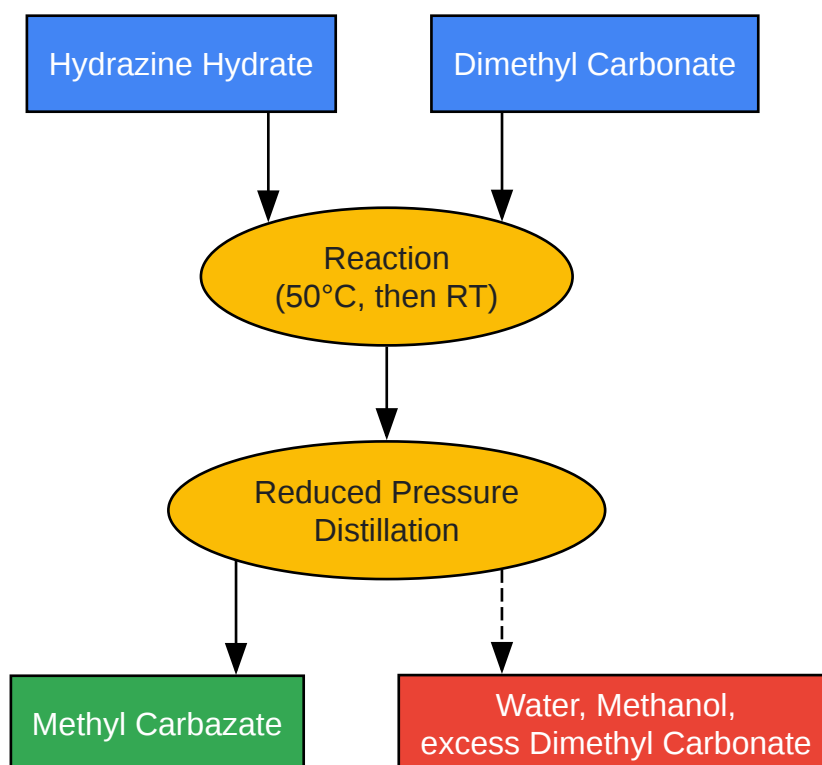 Hydrazine Hydrate
Dimethyl Carbonate
Reaction
(50°C, then RT)
Reduced Pressure
Distillation
Methyl Carbazate
Water, Methanol,
excess Dimethyl Carbonate